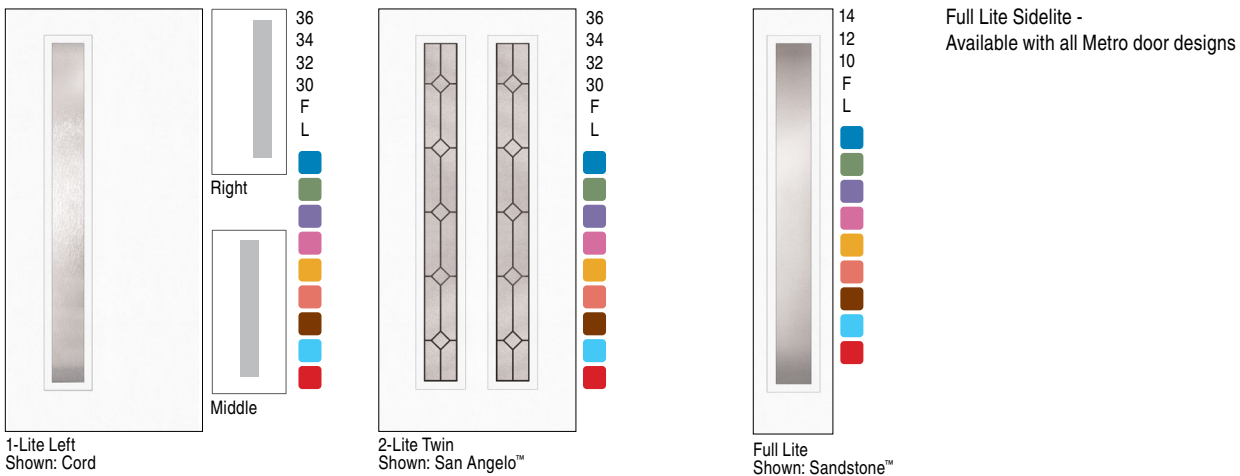 36
34
32
30
F
L
Right
Middle
1-Lite Left
Shown: Cord
36
34
32
30
F
L
2-Lite Twin
Shown: San Angelo™
14
12
10
F
L
Full Lite
Shown: Sandstone™
Full Lite Sidelite -
Available with all Metro door designs